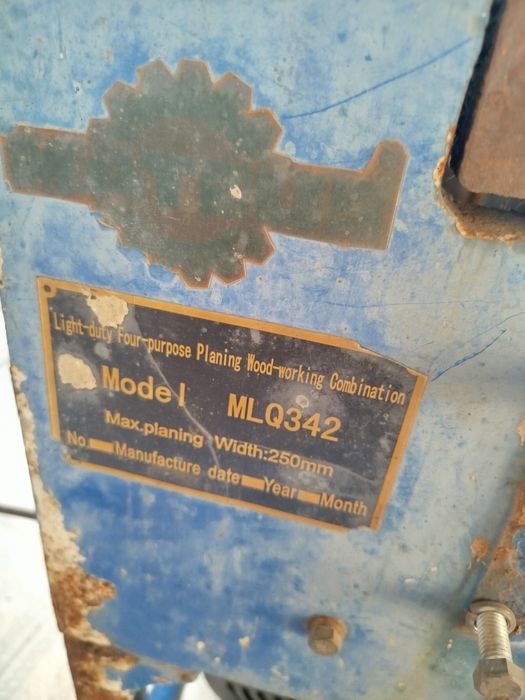 Light-duty Four-purpose Planing Wood-working Combination
Model MLQ342
Max.planing Width:250mm
No. Manufacture date Year Month